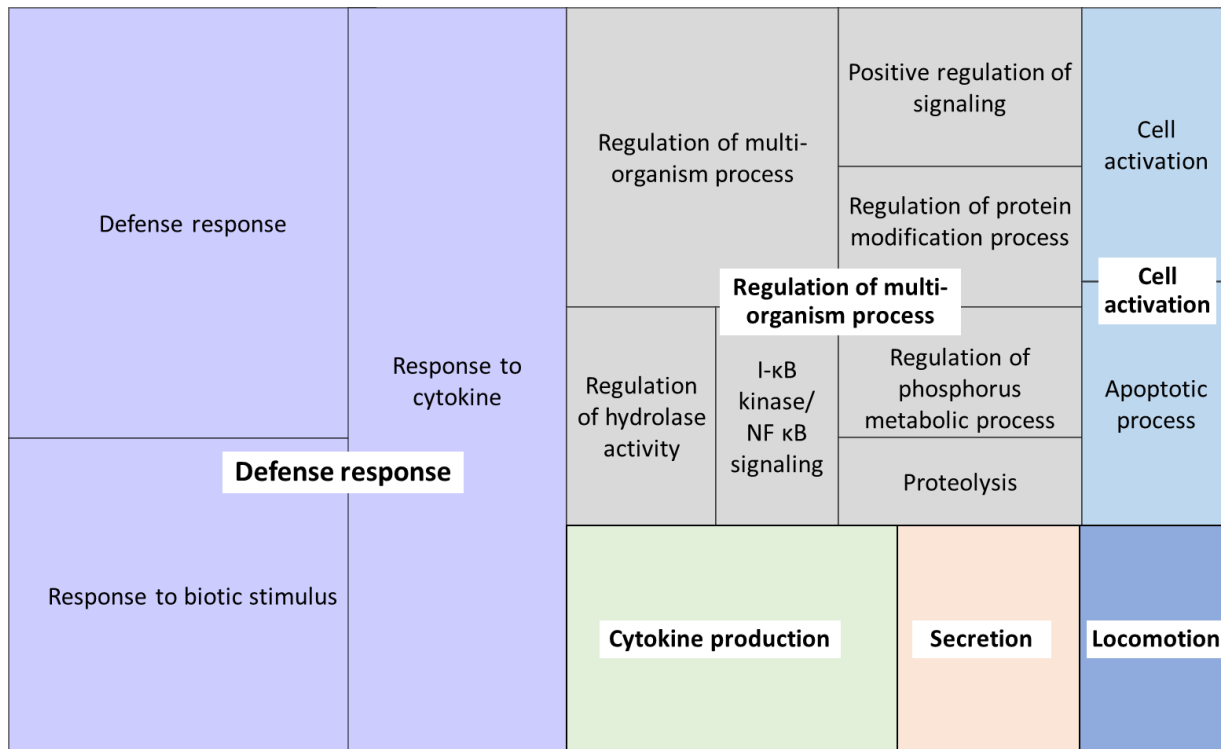 Defense response
Response to biotic stimulus
Response to
cytokine
Defense response
Regulation of multi-
organism process
Positive regulation of
signaling
Regulation of protein
modification process
Regulation of multi-
organism process
Regulation
of hydrolase
activity
I-κB
kinase/
NF κB
signaling
Regulation of
phosphorus
metabolic process
Proteolysis
Cell
activation
Cell
activation
Apoptotic
process
Cytokine production
Secretion
Locomotion